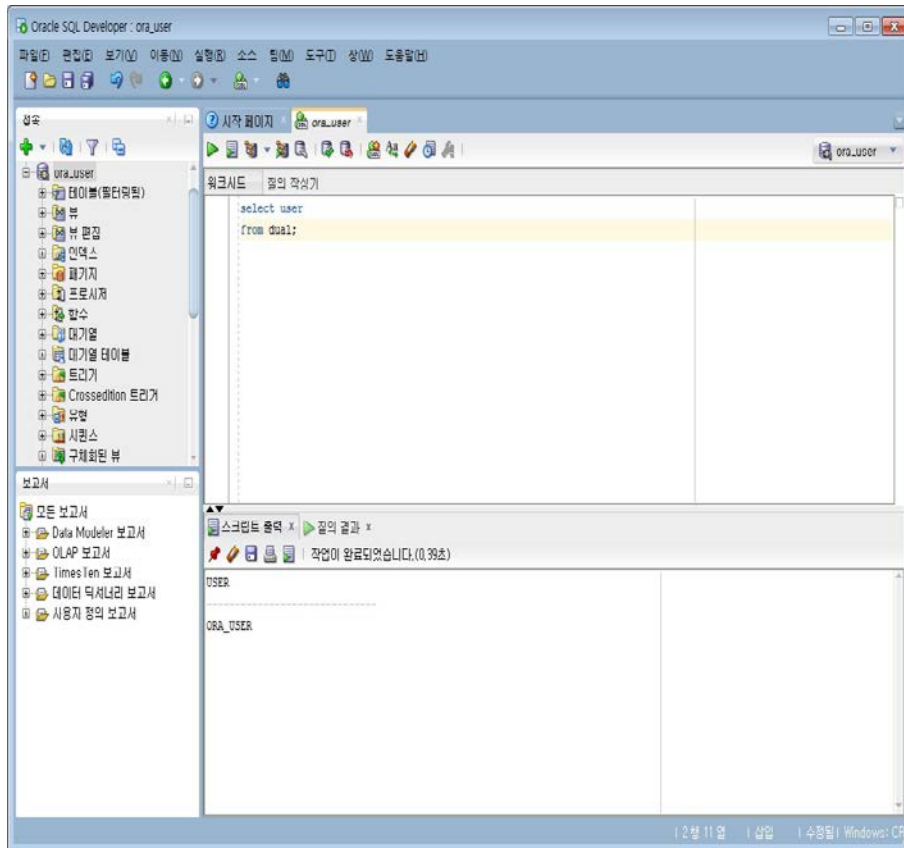 Oracle SQL Developer : ora_user
파일(F) 편집(E) 보기(V) 이동(N) 실행(R) 소스 팀(M) 도구(T) 창(W) 도움말(H)
접속
시작 페이지
ora_user
ora_user
ora_user
워크시트 질의 작성기
테이블(필터링됨)
뷰
뷰 편집
인덱스
패키지
프로시저
함수
대기열
대기열 테이블
트리거
Crossedition 트리거
유형
시퀀스
구체화된 뷰
select user
from dual;
보고서
모든 보고서
Data Modeler 보고서
OLAP 보고서
TimesTen 보고서
데이터 딕셔너리 보고서
사용자 정의 보고서
스크립트 출력 x 질의 결과 x
작업이 완료되었습니다.(0.39초)
USER
------------------------------
ORA_USER
2행 11열 | 삽입 | 수정됨 | Windows: CF